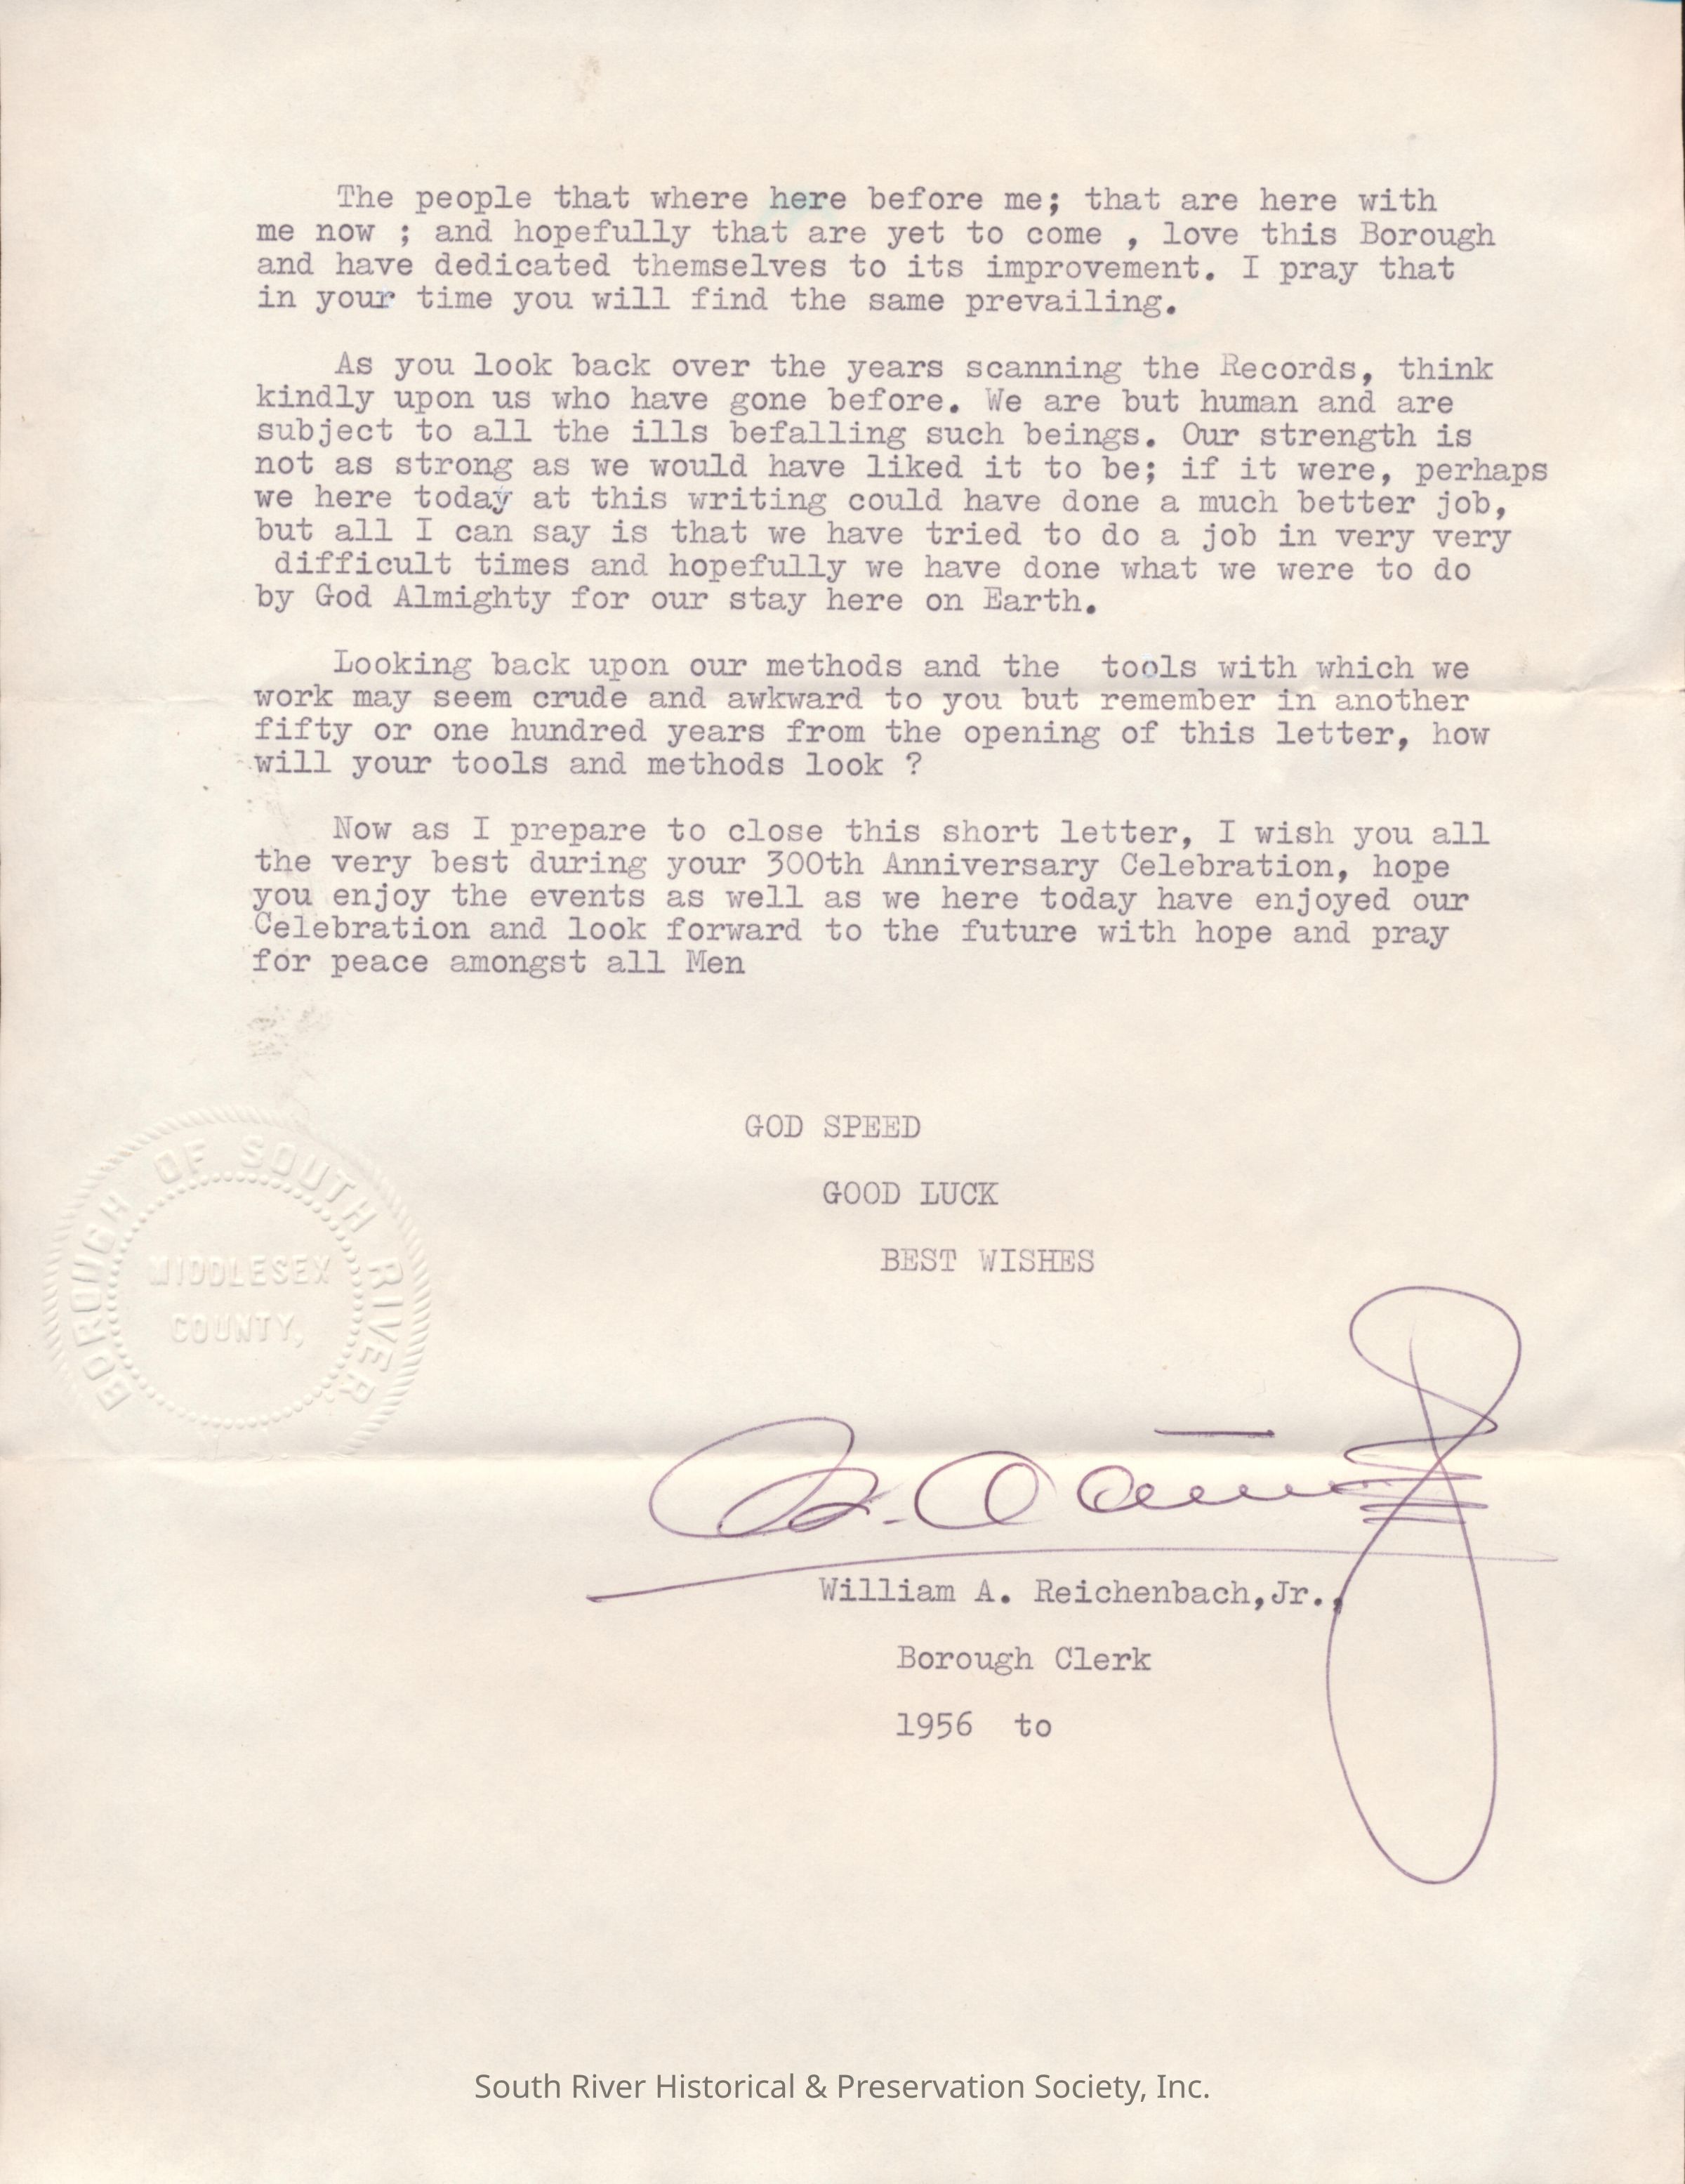 The people that where here before me; that are here with
me now ; and hopefully that are yet to come , love this Borough
and have dedicated themselves to its improvement. I pray that
in your time you will find the same prevailing.
As you look back over the years scanning the Records, think
kindly upon us who have gone before. We are but human and are
subject to all the ills befalling such beings. Our strength is
not as strong as we would have liked it to be; if it were, perhaps
we here today at this writing could have done a much better job,
but all I can say is that we have tried to do a job in very very
difficult times and hopefully we have done what we were to do
by God Almighty for our stay here on Earth.
Looking back upon our methods and the tools with which we
work may seem crude and awkward to you but remember in another
fifty or one hundred years from the opening of this letter, how
will your tools and methods look ?
Now as I prepare to close this short letter, I wish you all
the very best during your 300th Anniversary Celebration, hope
you enjoy the events as well as we here today have enjoyed our
Celebration and look forward to the future with hope and pray
for peace amongst all Men
GOD SPEED
GOOD LUCK
BEST WISHES
BOROUGH OF SOUTH RIVER
MIDDLESEX
COUNTY,
William A. Reichenbach,Jr.,
Borough Clerk
1956 to
South River Historical & Preservation Society, Inc.